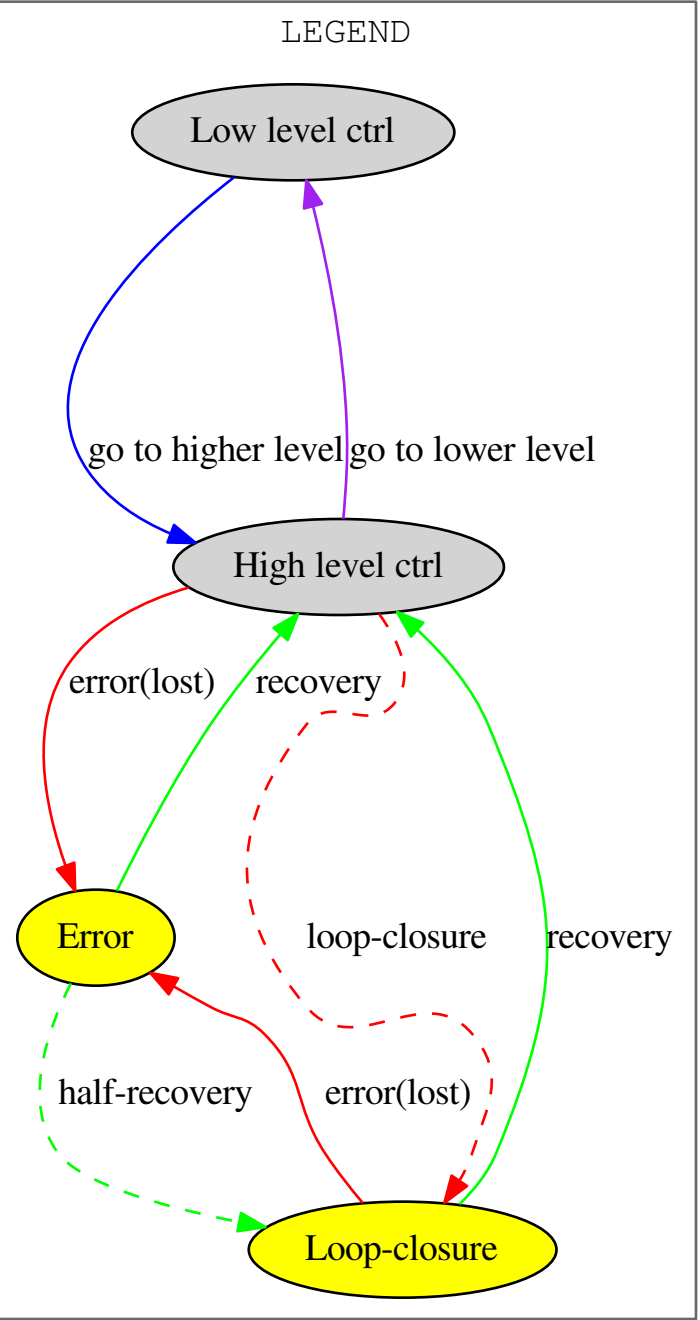 LEGEND
Low level ctrl
go to higher level
go to lower level
High level ctrl
error(lost)
recovery
Error
loop-closure
recovery
half-recovery
error(lost)
Loop-closure